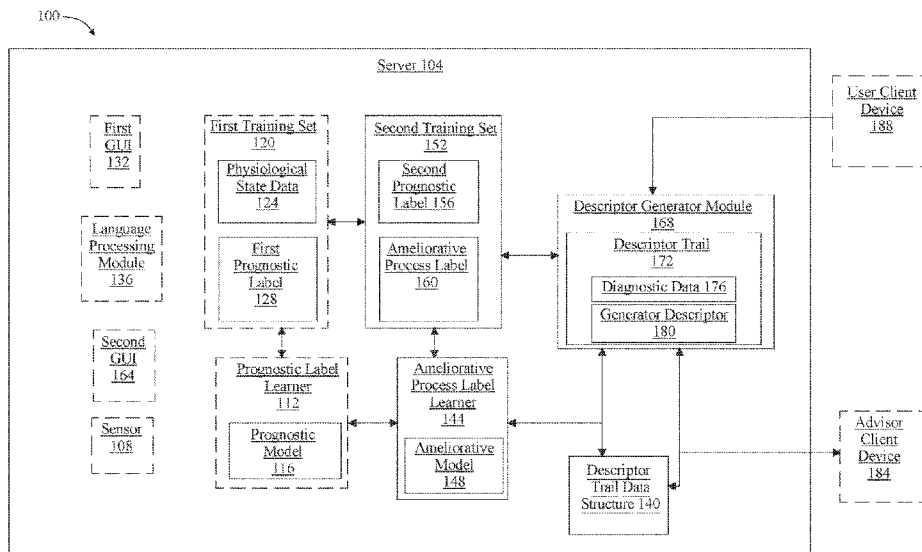 100
Server 104
First
GUI
132
Language
Processing
Module
136
Second
GUI
164
Sensor
108
First Training Set
120
Physiological
State Data
124
First
Prognostic
Label
128
Prognostic Label
Learner
112
Prognostic
Model
116
Second Training Set
152
Second
Prognostic
Label 156
Ameliorative
Process Label
160
Ameliorative
Process Label
Learner
144
Ameliorative
Model
148
Descriptor Generator Module
168
Descriptor Trail
172
Diagnostic Data 176
Generator Descriptor
180
Descriptor
Trail Data
Structure 140
User Client
Device
188
Advisor
Client
Device
184